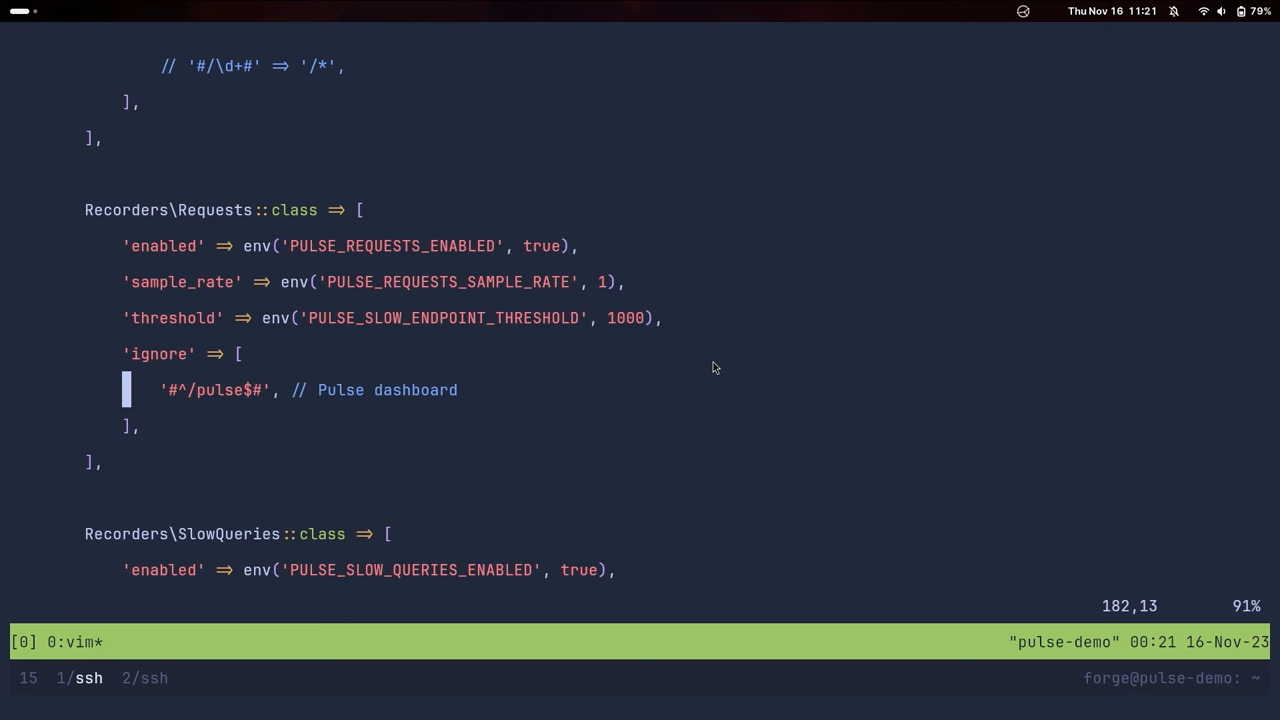 Thu Nov 16 11:21 79%
// '#/\d+#' => '/*',
],
],
Recorders\Requests::class => [
'enabled' => env('PULSE_REQUESTS_ENABLED', true),
'sample_rate' => env('PULSE_REQUESTS_SAMPLE_RATE', 1),
'threshold' => env('PULSE_SLOW_ENDPOINT_THRESHOLD', 1000),
'ignore' => [
'#^/pulse$#', // Pulse dashboard
],
],
Recorders\SlowQueries::class => [
'enabled' => env('PULSE_SLOW_QUERIES_ENABLED', true),
182,13 91%
[0] 0:vim* "pulse-demo" 00:21 16-Nov-23
15 1/ssh 2/ssh forge@pulse-demo: ~